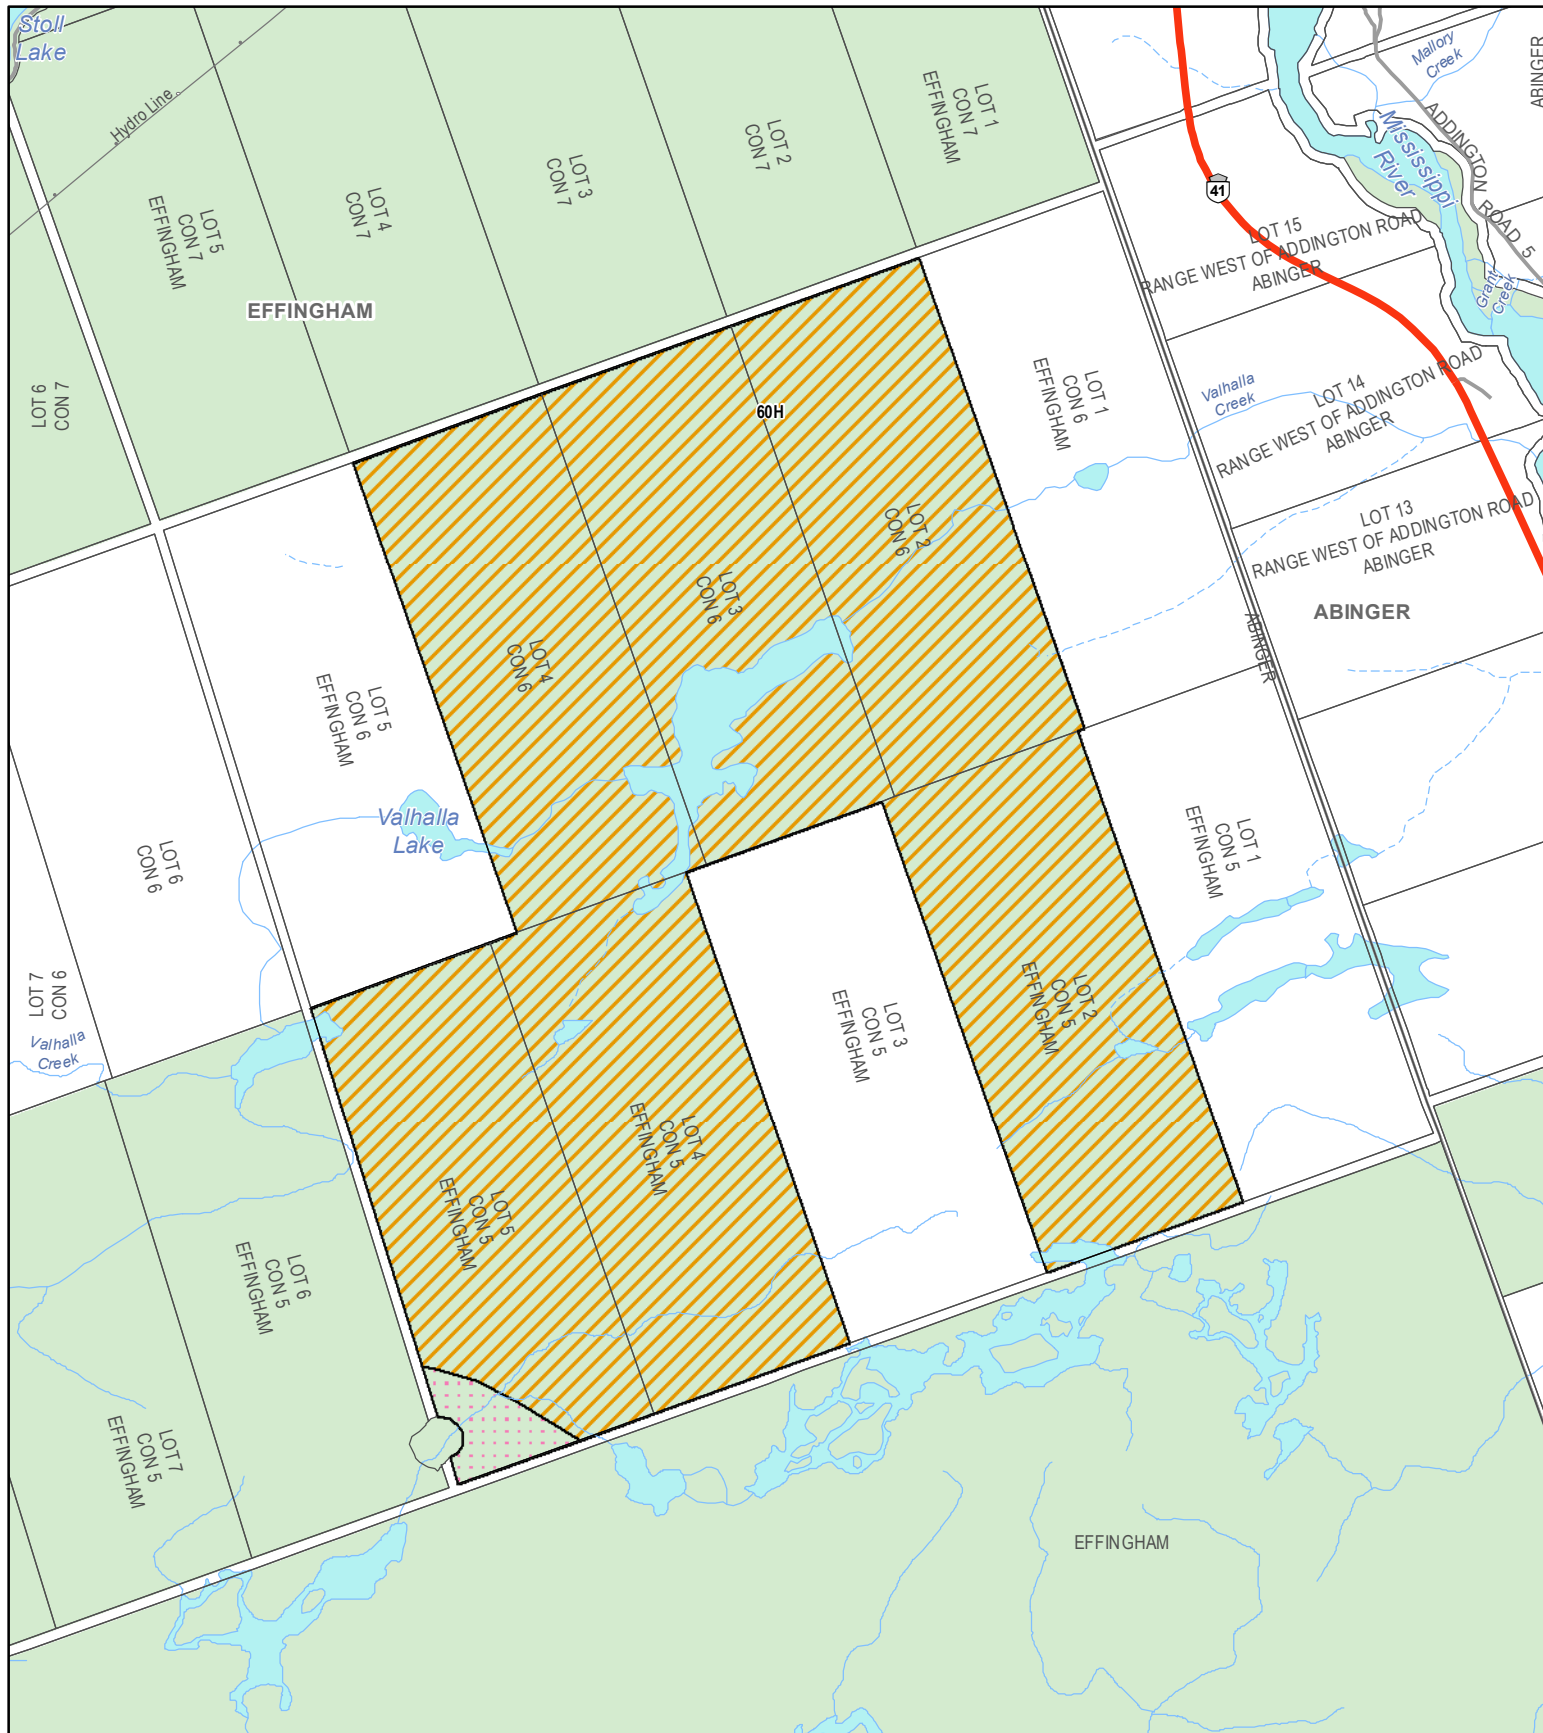 Stoll
Lake
Hydro Line
LOT 5
CON 7
EFFINGHAM
LOT 4
CON 7
LOT 3
CON 7
LOT 2
CON 7
LOT 1
CON 7
EFFINGHAM
Mallory
Creek
ABINGER
ADDINGTON ROAD 5
Mississippi
River
41
LOT 15
RANGE WEST OF ADDINGTON ROAD
ABINGER
Grant
Creek
EFFINGHAM
LOT 6
CON 7
60H
LOT 1
CON 6
EFFINGHAM
Valhalla
Creek
LOT 14
RANGE WEST OF ADDINGTON ROAD
ABINGER
LOT 13
RANGE WEST OF ADDINGTON ROAD
ABINGER
LOT 2
CON 6
LOT 3
CON 6
LOT 4
CON 6
LOT 5
CON 6
EFFINGHAM
ABINGER
ABINGER
Valhalla
Lake
LOT 6
CON 6
LOT 1
CON 5
EFFINGHAM
LOT 7
CON 6
Valhalla
Creek
LOT 2
CON 5
EFFINGHAM
LOT 3
CON 5
EFFINGHAM
LOT 4
CON 5
EFFINGHAM
LOT 5
CON 5
EFFINGHAM
LOT 6
CON 5
EFFINGHAM
LOT 7
CON 5
EFFINGHAM
EFFINGHAM